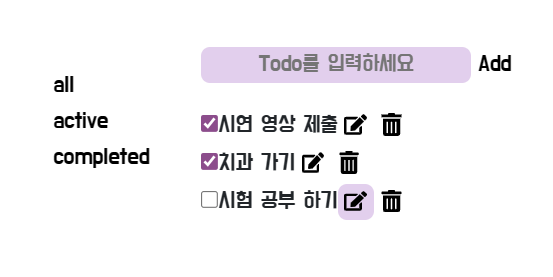 Todo를 입력하세요 Add
all
active
completed
시연 영상 제출
치과 가기
시험 공부 하기